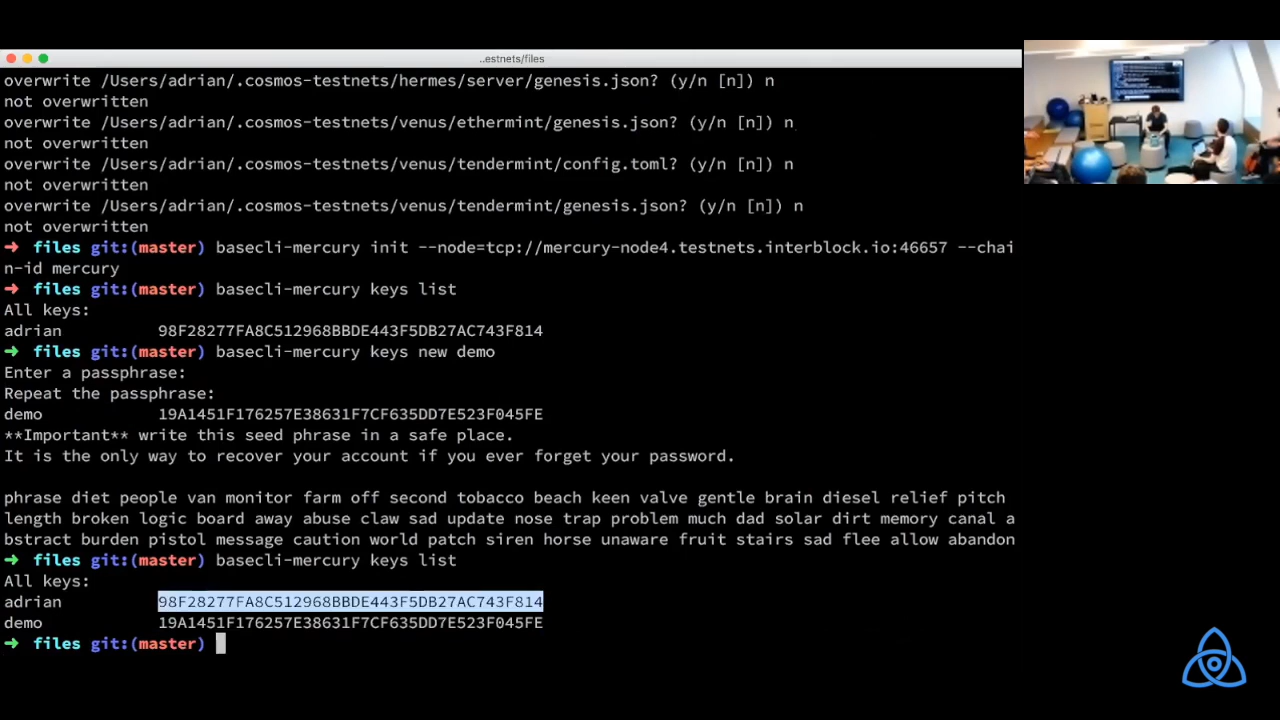 ..estnets/files
overwrite /Users/adrian/.cosmos-testnets/hermes/server/genesis.json? (y/n [n]) n
not overwritten
overwrite /Users/adrian/.cosmos-testnets/venus/ethermint/genesis.json? (y/n [n]) n
not overwritten
overwrite /Users/adrian/.cosmos-testnets/venus/tendermint/config.toml? (y/n [n]) n
not overwritten
overwrite /Users/adrian/.cosmos-testnets/venus/tendermint/genesis.json? (y/n [n]) n
not overwritten
➜ files git:(master) basecli-mercury init --node=tcp://mercury-node4.testnets.interblock.io:46657 --chai
n-id mercury
➜ files git:(master) basecli-mercury keys list
All keys:
adrian 98F28277FA8C512968BBDE443F5DB27AC743F814
➜ files git:(master) basecli-mercury keys new demo
Enter a passphrase:
Repeat the passphrase:
demo 19A1451F176257E38631F7CF635DD7E523F045FE
**Important** write this seed phrase in a safe place.
It is the only way to recover your account if you ever forget your password.
phrase diet people van monitor farm off second tobacco beach keen valve gentle brain diesel relief pitch
length broken logic board away abuse claw sad update nose trap problem much dad solar dirt memory canal a
bstract burden pistol message caution world patch siren horse unaware fruit stairs sad flee allow abandon
➜ files git:(master) basecli-mercury keys list
All keys:
adrian 98F28277FA8C512968BBDE443F5DB27AC743F814
demo 19A1451F176257E38631F7CF635DD7E523F045FE
➜ files git:(master)